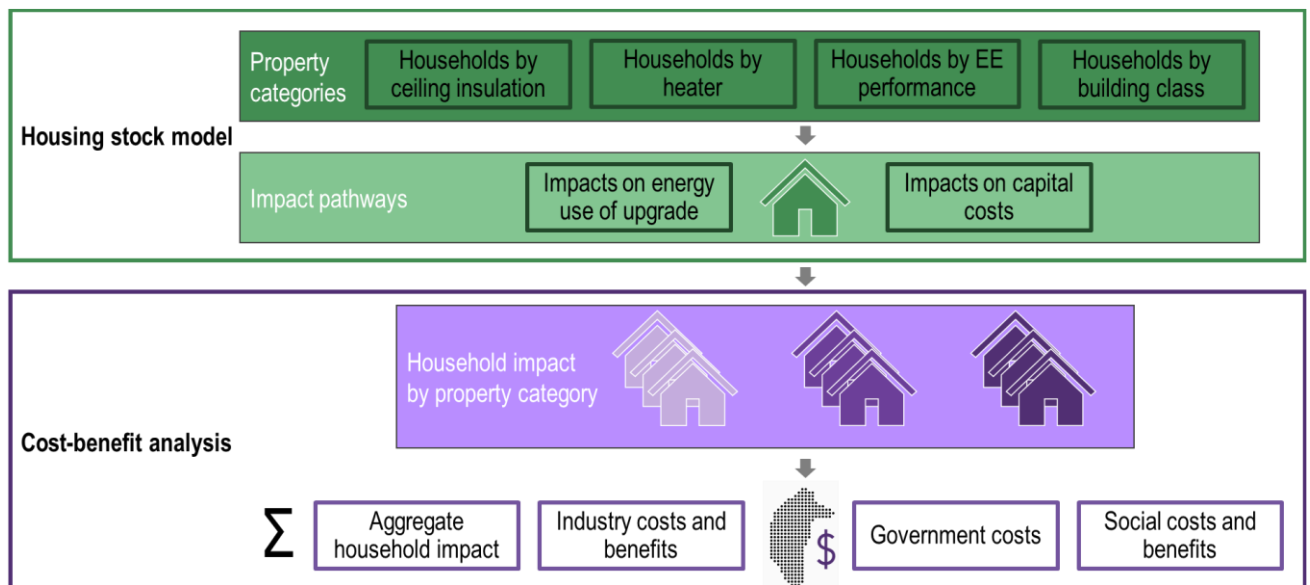 Property
categories
Households by
ceiling insulation
Households by
heater
Households by EE
performance
Households by
building class
Housing stock model
Impact pathways
Impacts on energy
use of upgrade
Impacts on capital
costs
Household impact
by property category
Cost-benefit analysis
Σ
Aggregate
household impact
Industry costs and
benefits
$
Government costs
Social costs and
benefits